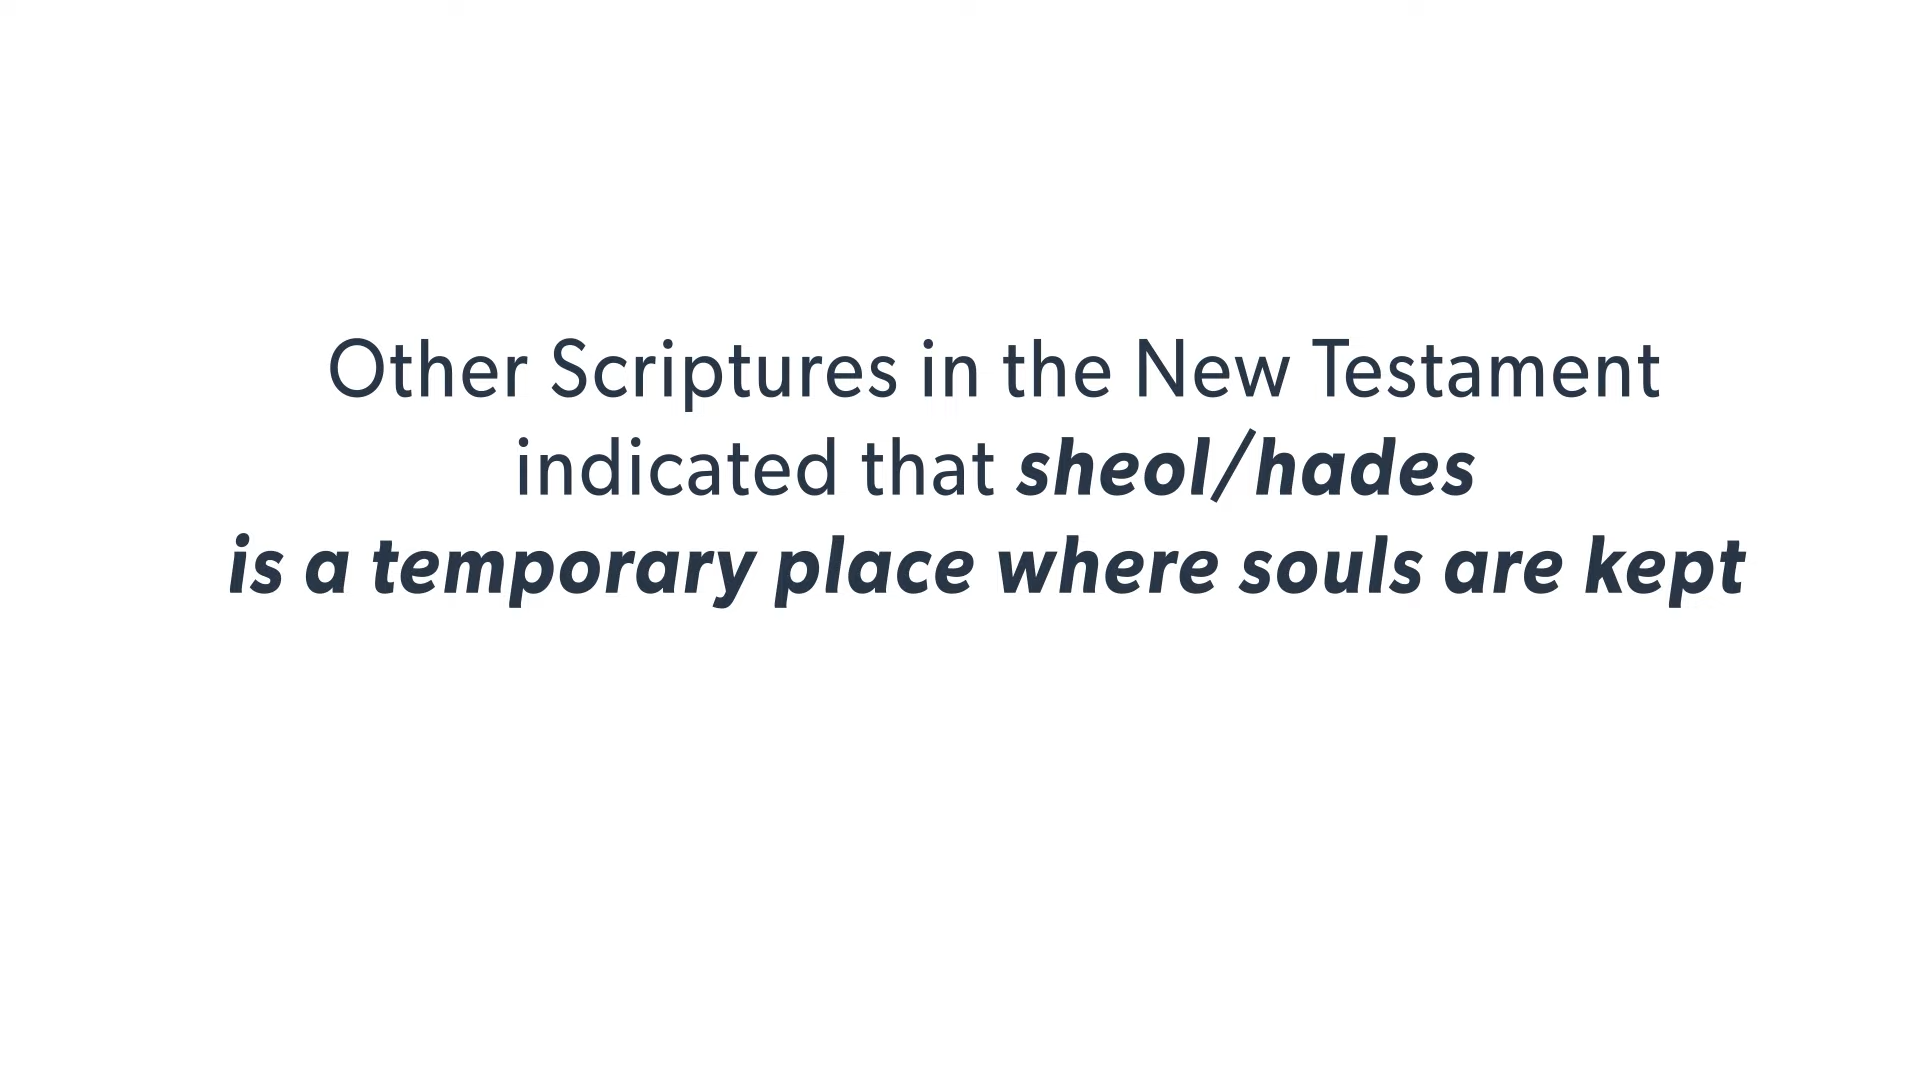 Other Scriptures in the New Testament
indicated that sheol/hades
is a temporary place where souls are kept